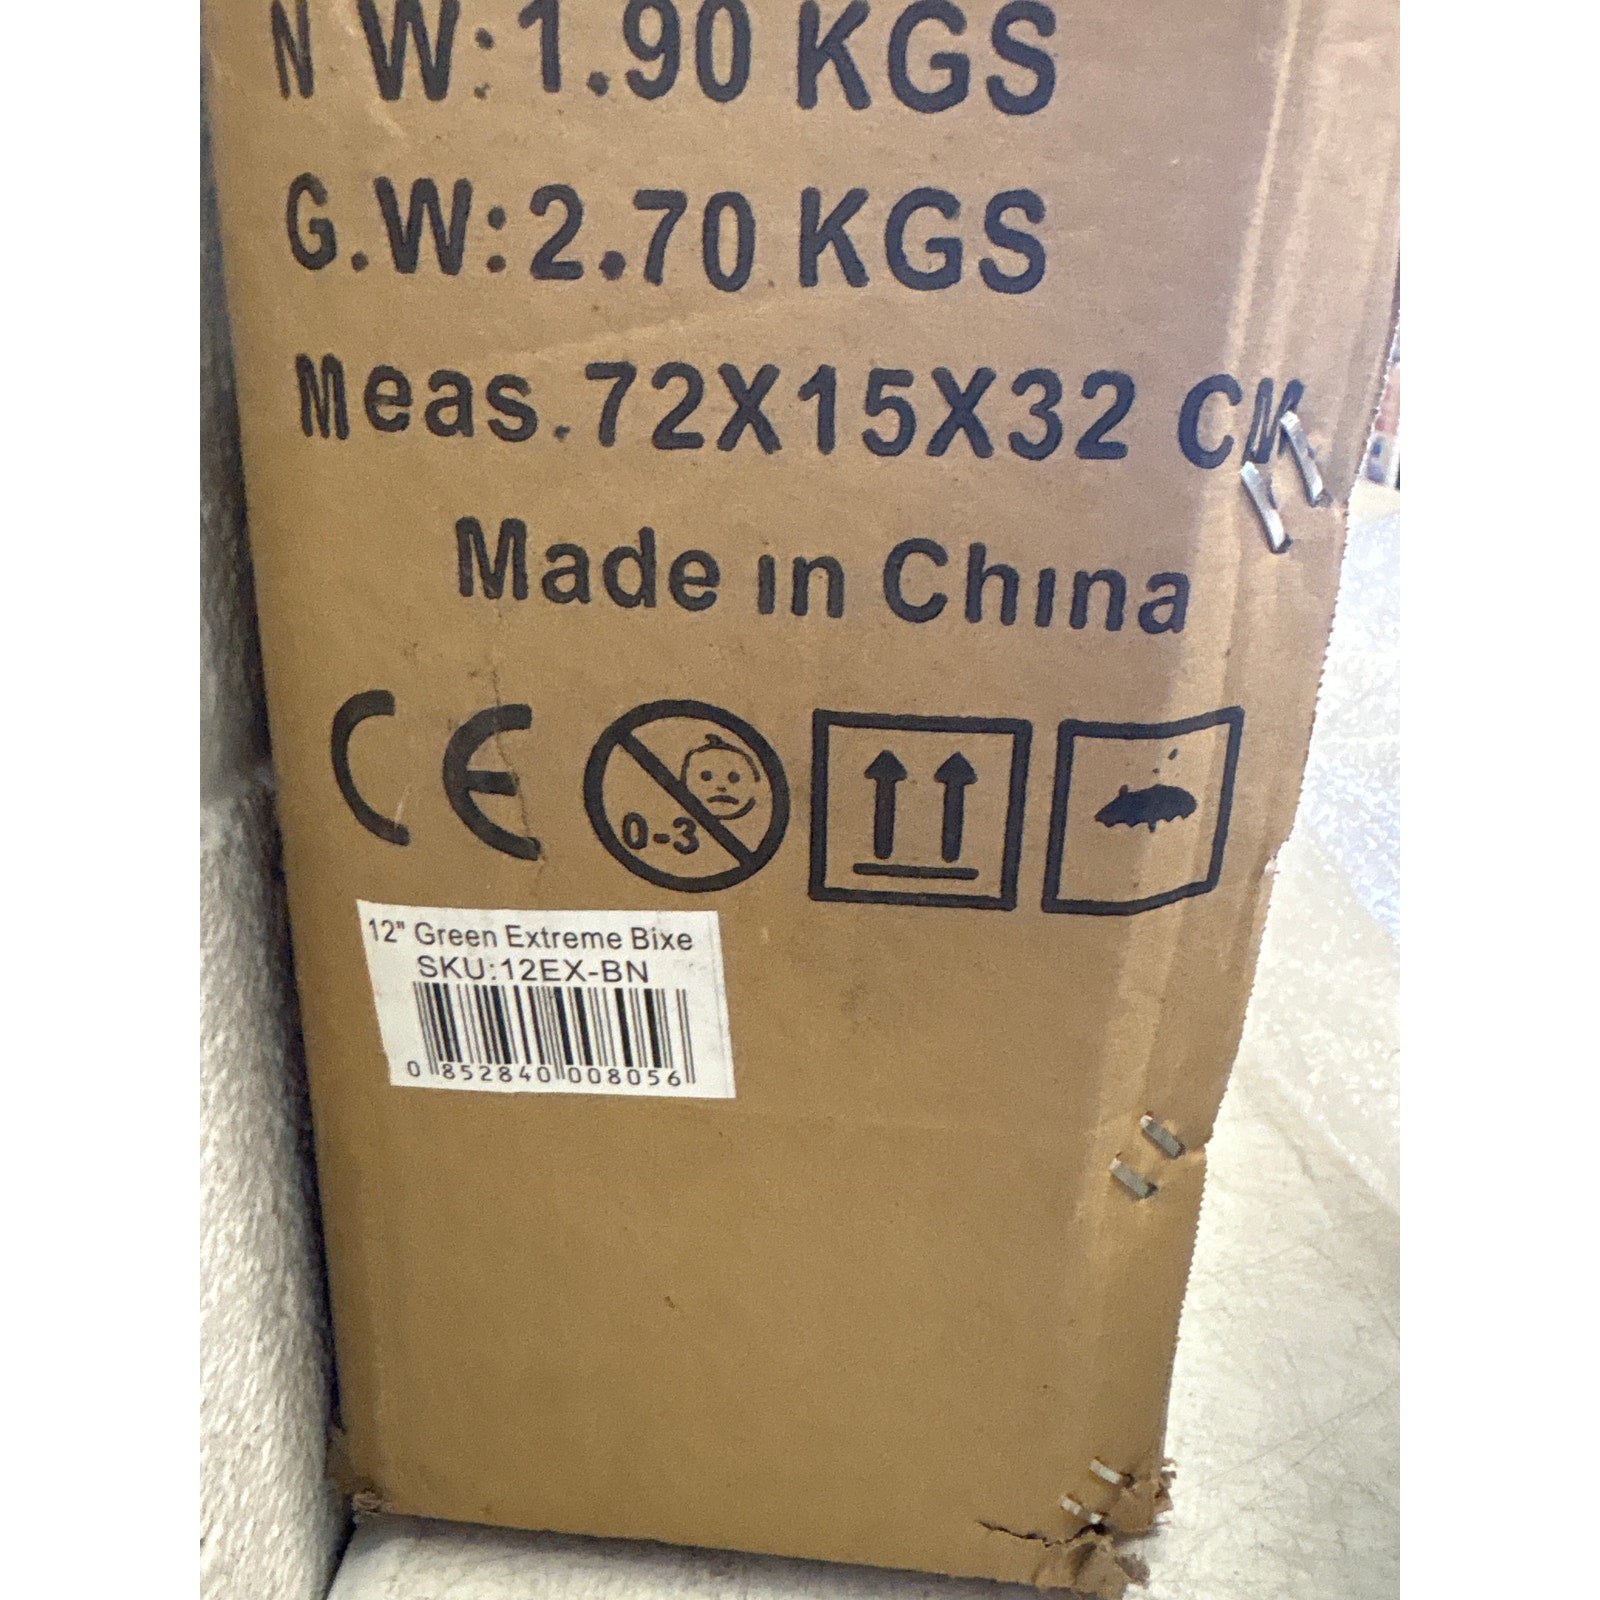 N W:1.90 KGS
G.W:2.70 KGS
Meas.72X15X32 CM
Made in China
CE
0-3
12" Green Extreme Bixe
SKU:12EX-BN
0 852840 008056